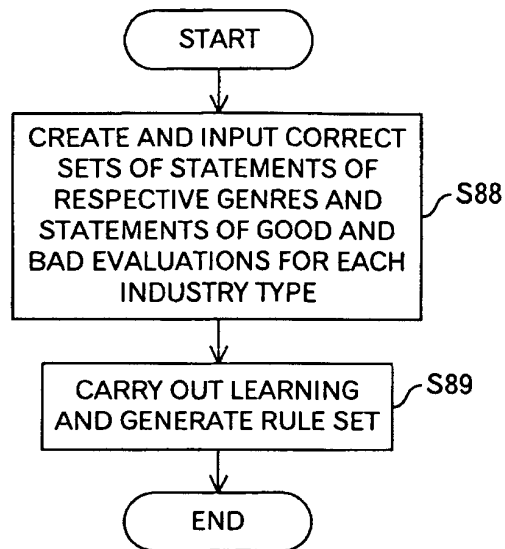 START
CREATE AND INPUT CORRECT
SETS OF STATEMENTS OF
RESPECTIVE GENRES AND
STATEMENTS OF GOOD AND
BAD EVALUATIONS FOR EACH
INDUSTRY TYPE
S88
CARRY OUT LEARNING
AND GENERATE RULE SET
S89
END